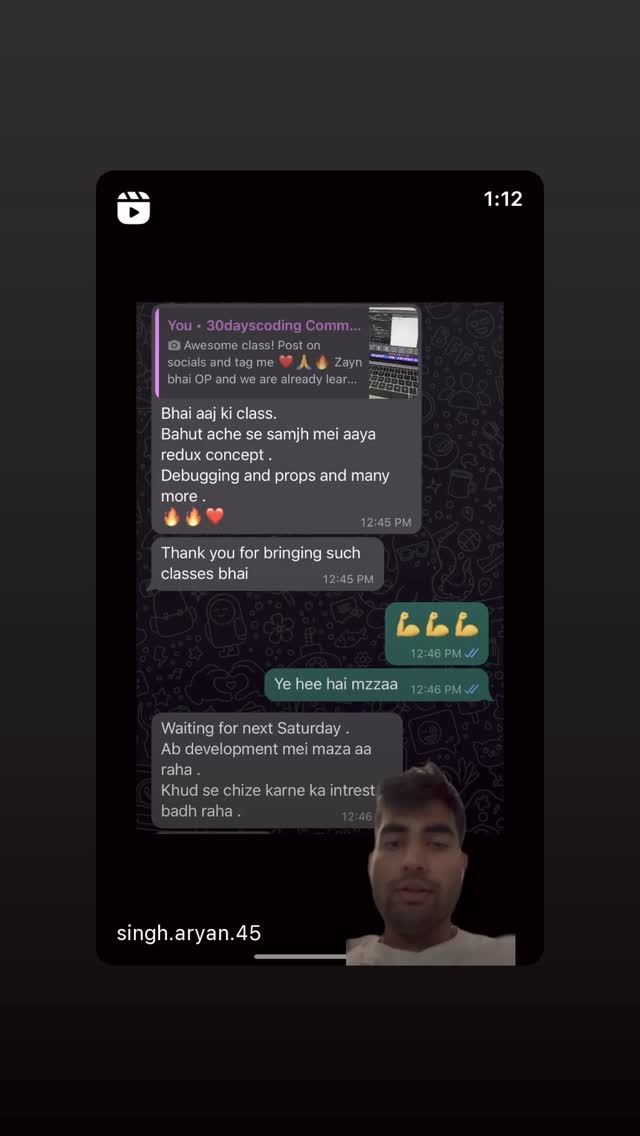 1:12
You • 30dayscoding Comm...
📷 Awesome class! Post on
socials and tag me ❤️🙏🔥 Zayn
bhai OP and we are already lear...
Bhai aaj ki class.
Bahut ache se samjh mei aaya
redux concept .
Debugging and props and many
more .
🔥🔥❤️
12:45 PM
Thank you for bringing such
classes bhai
12:45 PM
💪💪💪
12:46 PM
Ye hee hai mzzaa 12:46 PM
Waiting for next Saturday .
Ab development mei maza aa
raha .
Khud se chize karne ka intrest
badh raha .
12:46
singh.aryan.45